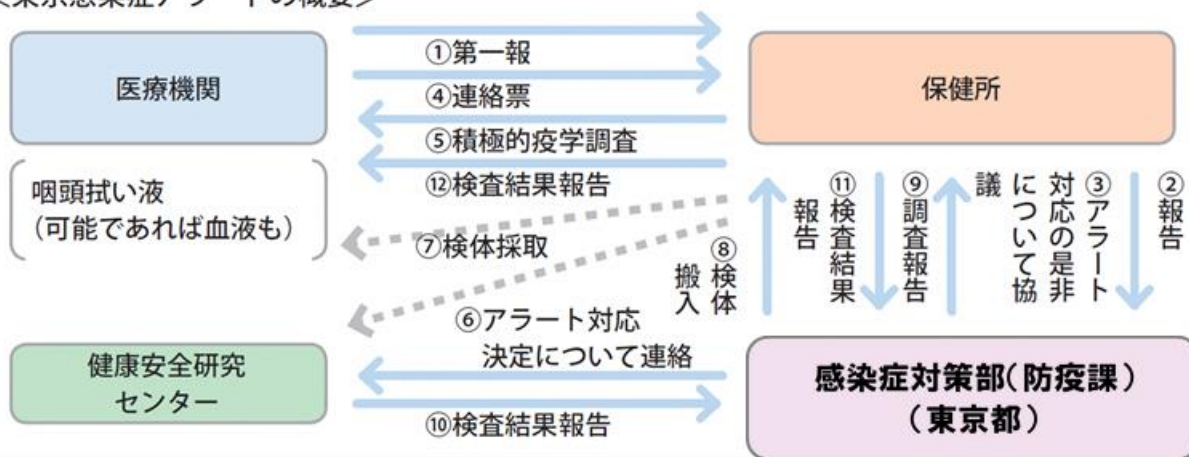 <東京感染症アラートの概要>
医療機関
①第一報
保健所
④連絡票
⑤積極的疫学調査
⑫検査結果報告
咽頭拭い液
(可能であれば血液も)
⑦検体採取
⑧検体
搬入
⑪検査結果
報告
⑨調査報告
③アラート
対応の是非
について協
議
②報告
⑥アラート対応
決定について連絡
健康安全研究
センター
⑩検査結果報告
感染症対策部(防疫課)
(東京都)